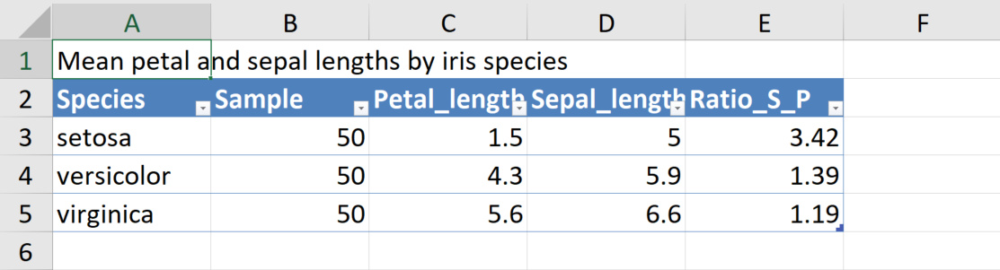 A B C D E F
1 Mean petal and sepal lengths by iris species
2 Species Sample Petal_length Sepal_length Ratio_S_P
3 setosa 50 1.5 5 3.42
4 versicolor 50 4.3 5.9 1.39
5 virginica 50 5.6 6.6 1.19
6